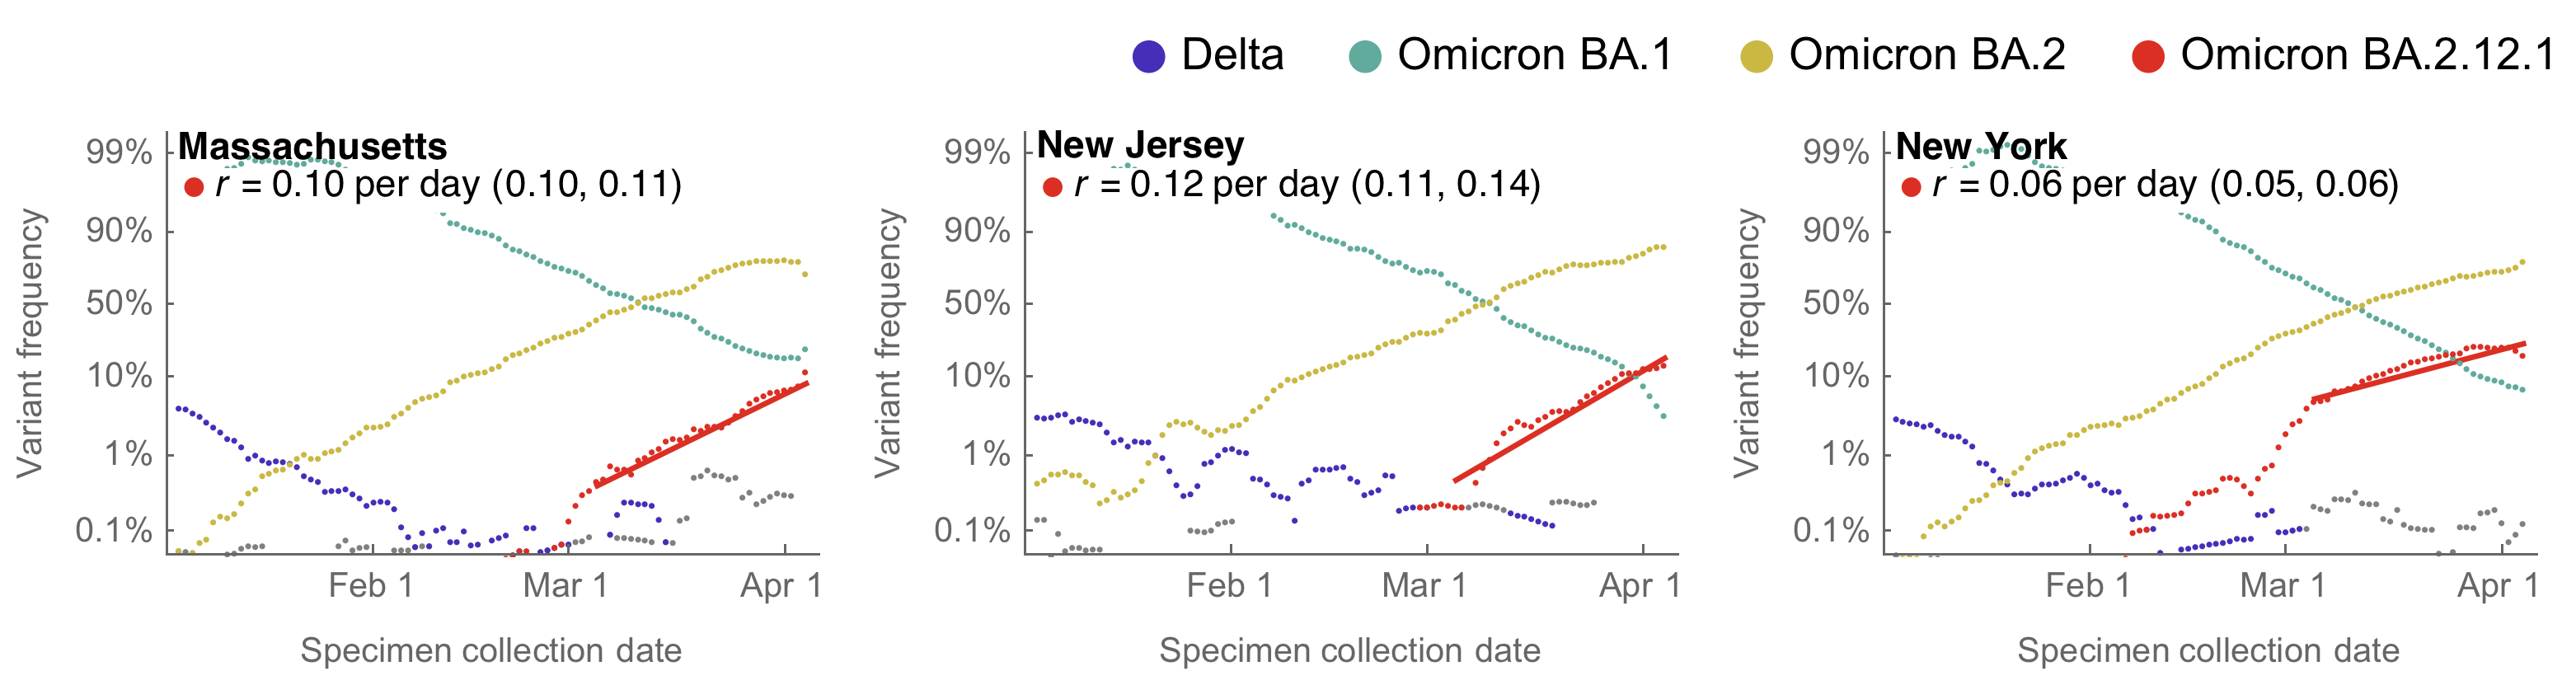 Delta Omicron BA.1 Omicron BA.2 Omicron BA.2.12.1
Massachusetts
r = 0.10 per day (0.10, 0.11)
Variant frequency
99%
90%
50%
10%
1%
0.1%
Feb 1 Mar 1 Apr 1
Specimen collection date
New Jersey
r = 0.12 per day (0.11, 0.14)
Variant frequency
99%
90%
50%
10%
1%
0.1%
Feb 1 Mar 1 Apr 1
Specimen collection date
New York
r = 0.06 per day (0.05, 0.06)
Variant frequency
99%
90%
50%
10%
1%
0.1%
Feb 1 Mar 1 Apr 1
Specimen collection date